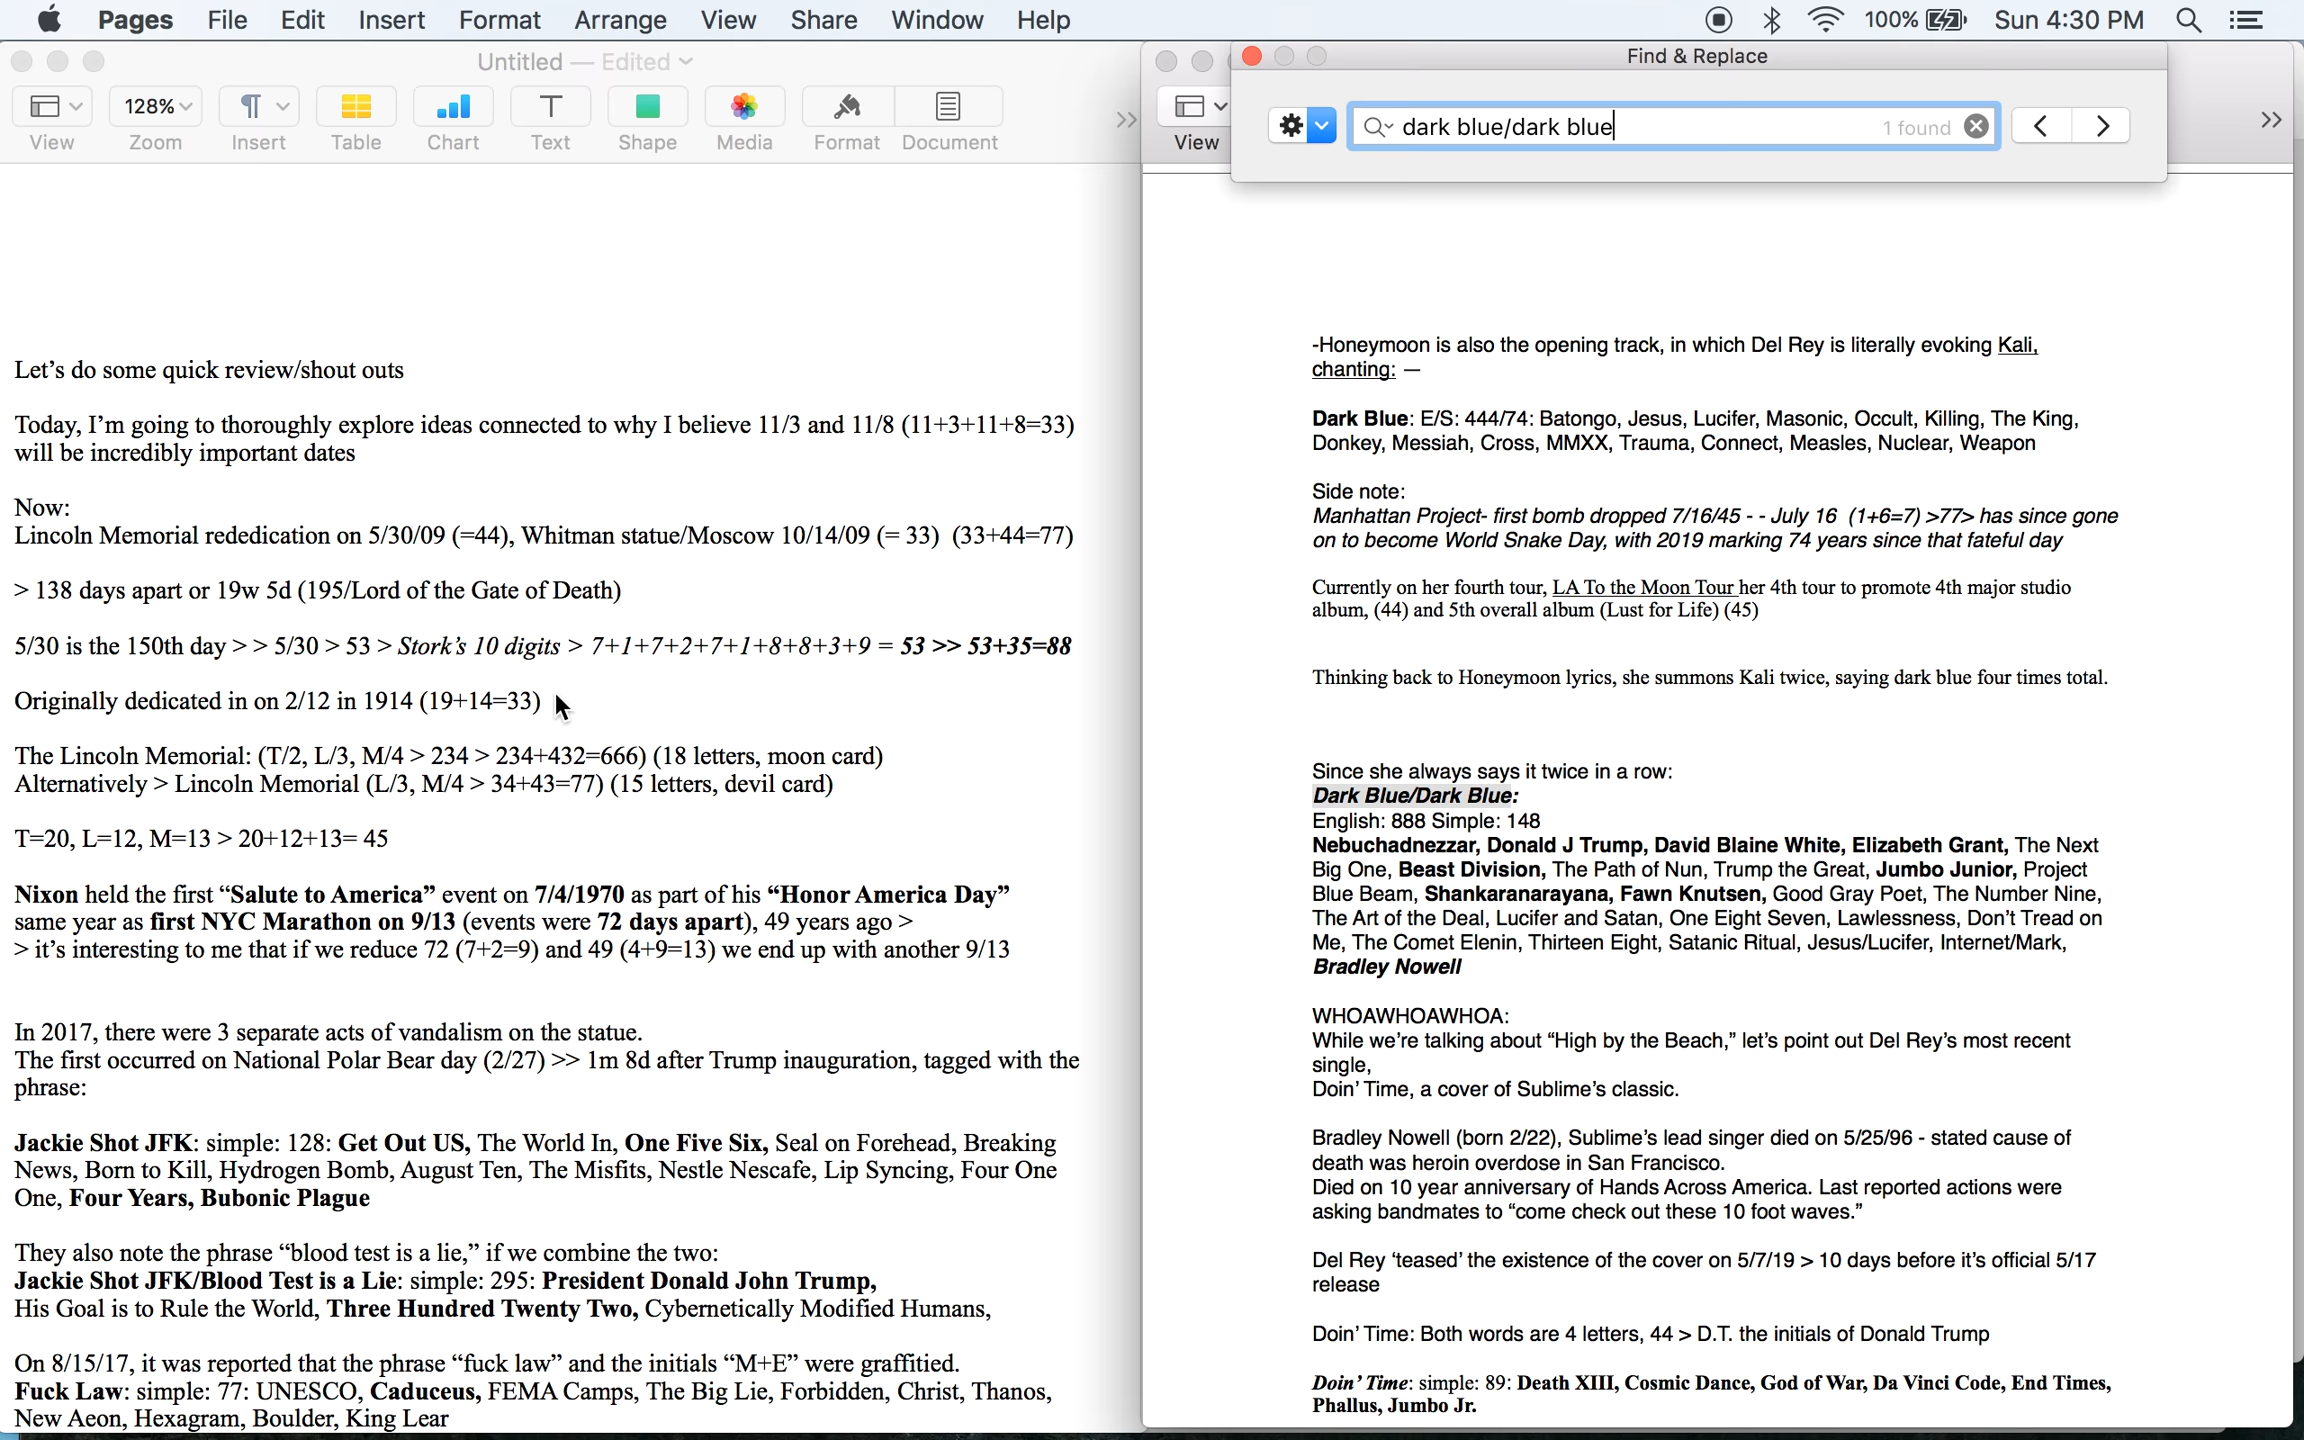 Pages File Edit Insert Format Arrange View Share Window Help 100% Sun 4:30 PM
Untitled — Edited
128%
View Zoom Insert Table Chart Text Shape Media Format Document
Let's do some quick review/shout outs
Today, I'm going to thoroughly explore ideas connected to why I believe 11/3 and 11/8 (11+3+11+8=33)
will be incredibly important dates
Now:
Lincoln Memorial rededication on 5/30/09 (=44), Whitman statue/Moscow 10/14/09 (= 33) (33+44=77)
> 138 days apart or 19w 5d (195/Lord of the Gate of Death)
5/30 is the 150th day > > 5/30 > 53 > Stork's 10 digits > 7+1+7+2+7+1+8+8+3+9 = 53 >> 53+35=88
Originally dedicated in on 2/12 in 1914 (19+14=33)
The Lincoln Memorial: (T/2, L/3, M/4 > 234 > 234+432=666) (18 letters, moon card)
Alternatively > Lincoln Memorial (L/3, M/4 > 34+43=77) (15 letters, devil card)
T=20, L=12, M=13 > 20+12+13= 45
Nixon held the first “Salute to America” event on 7/4/1970 as part of his “Honor America Day”
same year as first NYC Marathon on 9/13 (events were 72 days apart), 49 years ago >
> it's interesting to me that if we reduce 72 (7+2=9) and 49 (4+9=13) we end up with another 9/13
In 2017, there were 3 separate acts of vandalism on the statue.
The first occurred on National Polar Bear day (2/27) >> 1m 8d after Trump inauguration, tagged with the
phrase:
Jackie Shot JFK: simple: 128: Get Out US, The World In, One Five Six, Seal on Forehead, Breaking
News, Born to Kill, Hydrogen Bomb, August Ten, The Misfits, Nestle Nescafe, Lip Syncing, Four One
One, Four Years, Bubonic Plague
They also note the phrase “blood test is a lie,” if we combine the two:
Jackie Shot JFK/Blood Test is a Lie: simple: 295: President Donald John Trump,
His Goal is to Rule the World, Three Hundred Twenty Two, Cybernetically Modified Humans,
On 8/15/17, it was reported that the phrase “fuck law” and the initials “M+E” were graffitied.
Fuck Law: simple: 77: UNESCO, Caduceus, FEMA Camps, The Big Lie, Forbidden, Christ, Thanos,
New Aeon, Hexagram, Boulder, King Lear
Find & Replace
dark blue/dark blue 1 found
View
-Honeymoon is also the opening track, in which Del Rey is literally evoking Kali,
chanting: —
Dark Blue: E/S: 444/74: Batongo, Jesus, Lucifer, Masonic, Occult, Killing, The King,
Donkey, Messiah, Cross, MMXX, Trauma, Connect, Measles, Nuclear, Weapon
Side note:
Manhattan Project- first bomb dropped 7/16/45 - - July 16 (1+6=7) >77> has since gone
on to become World Snake Day, with 2019 marking 74 years since that fateful day
Currently on her fourth tour, LA To the Moon Tour her 4th tour to promote 4th major studio
album, (44) and 5th overall album (Lust for Life) (45)
Thinking back to Honeymoon lyrics, she summons Kali twice, saying dark blue four times total.
Since she always says it twice in a row:
Dark Blue/Dark Blue:
English: 888 Simple: 148
Nebuchadnezzar, Donald J Trump, David Blaine White, Elizabeth Grant, The Next
Big One, Beast Division, The Path of Nun, Trump the Great, Jumbo Junior, Project
Blue Beam, Shankaranarayana, Fawn Knutsen, Good Gray Poet, The Number Nine,
The Art of the Deal, Lucifer and Satan, One Eight Seven, Lawlessness, Don't Tread on
Me, The Comet Elenin, Thirteen Eight, Satanic Ritual, Jesus/Lucifer, Internet/Mark,
Bradley Nowell
WHOAWHOAWHOA:
While we're talking about “High by the Beach,” let's point out Del Rey's most recent
single,
Doin' Time, a cover of Sublime's classic.
Bradley Nowell (born 2/22), Sublime's lead singer died on 5/25/96 - stated cause of
death was heroin overdose in San Francisco.
Died on 10 year anniversary of Hands Across America. Last reported actions were
asking bandmates to “come check out these 10 foot waves.”
Del Rey ‘teased’ the existence of the cover on 5/7/19 > 10 days before it's official 5/17
release
Doin' Time: Both words are 4 letters, 44 > D.T. the initials of Donald Trump
Doin' Time: simple: 89: Death XIII, Cosmic Dance, God of War, Da Vinci Code, End Times,
Phallus, Jumbo Jr.